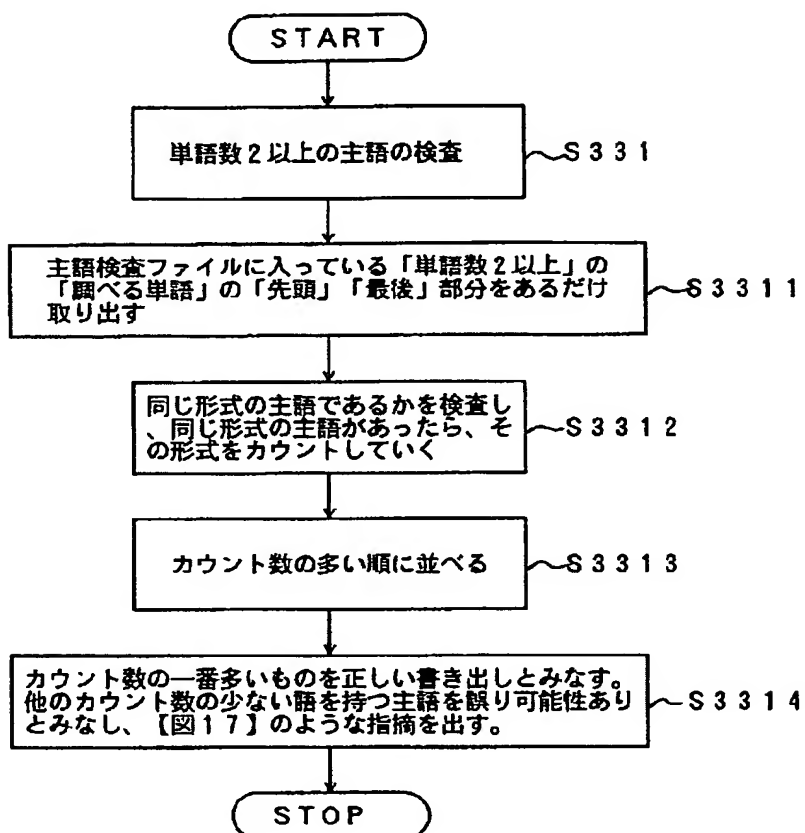 START
単語数2以上の主語の検査
S331
主語検査ファイルに入っている「単語数2以上」の
「調べる単語」の「先頭」「最後」部分をあるだけ
取り出す
S3311
同じ形式の主語であるかを検査し
、同じ形式の主語があったら、そ
の形式をカウントしていく
S3312
カウント数の多い順に並べる
S3313
カウント数の一番多いものを正しい書き出しとみなす。
他のカウント数の少ない語を持つ主語を誤り可能性あり
とみなし、【図17】のような指摘を出す。
S3314
STOP